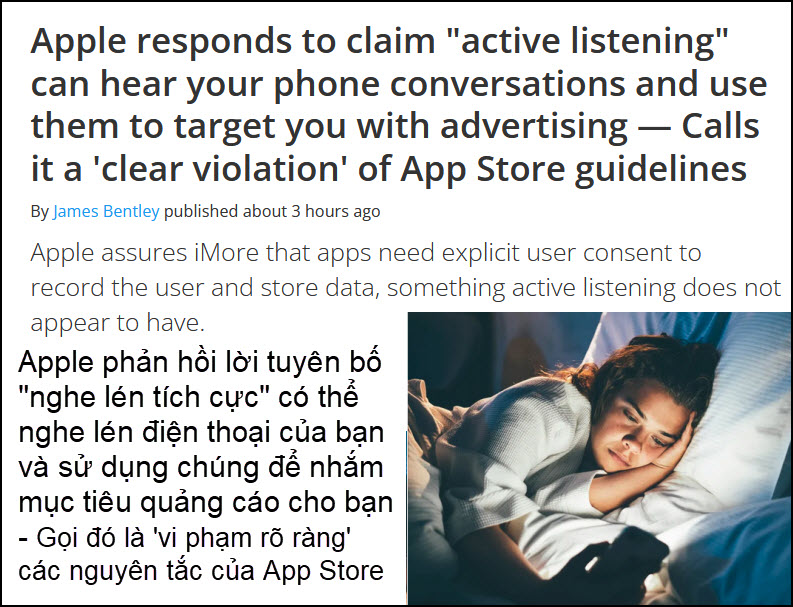 Apple responds to claim "active listening"
can hear your phone conversations and use
them to target you with advertising — Calls
it a 'clear violation' of App Store guidelines
By James Bentley published about 3 hours ago
Apple assures iMore that apps need explicit user consent to
record the user and store data, something active listening does not
appear to have.
Apple phản hồi lời tuyên bố
"nghe lén tích cực" có thể
nghe lén điện thoại của bạn
và sử dụng chúng để nhắm
mục tiêu quảng cáo cho bạn
- Gọi đó là 'vi phạm rõ ràng'
các nguyên tắc của App Store